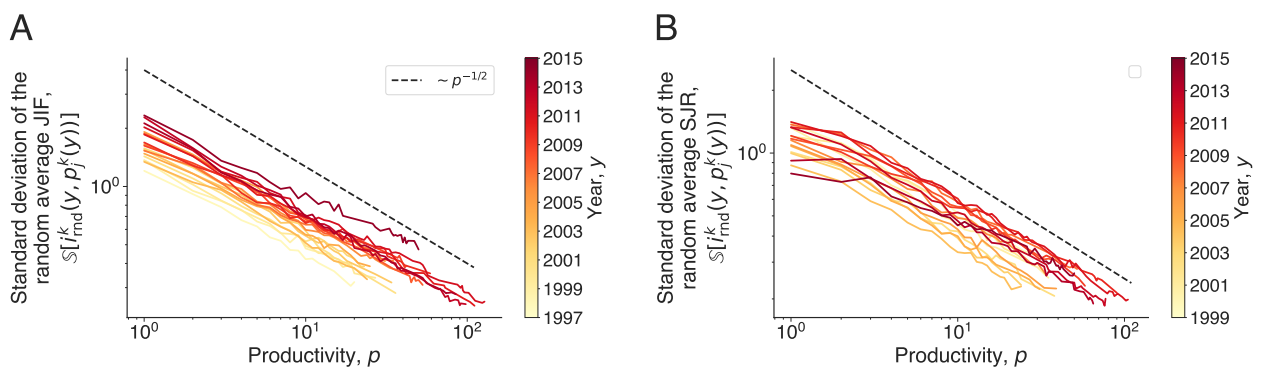 A
Standard deviation of the
random average JIF,
𝕊[i^k_rnd(y, p^k_j(y))]
10^0
~p^{−1/2}
10^0
10^1
10^2
Productivity, p
2015
2013
2011
2009
2007
2005
2003
2001
1999
1997
Year, y
B
Standard deviation of the
random average SJR,
𝕊[i^k_rnd(y, p^k_j(y))]
10^0
10^0
10^1
10^2
Productivity, p
2015
2013
2011
2009
2007
2005
2003
2001
1999
Year, y